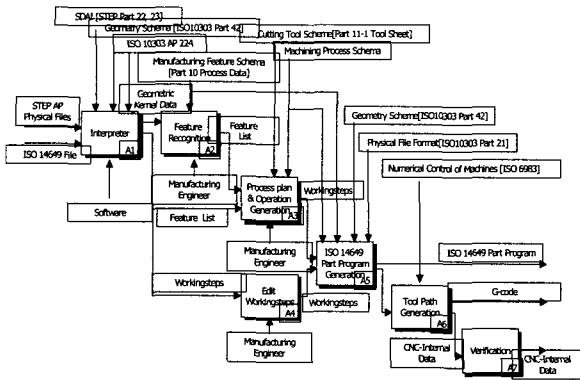 SDAI [STEP Part 22, 23]
Geometry Schema [ISO10303 Part 42]
ISO 10303 AP 224
Cutting Tool Scheme[Part 11-1 Tool Sheet]
Machining Process Schema
Manufacturing Feature Schema
[Part 10 Process Data]
STEP AP
Physical Files
ISO 14649 File
Geometric
Kernel Data
Interpreter
A1
Feature
Recognition
A2
Feature
List
Geometry Scheme[ISO10303 Part 42]
Physical File Format[ISO10303 Part 21]
Numerical Control of Machines [ISO 6983]
Software
Manufacturing
Engineer
Feature List
Process plan
& Operation
Generation
A3
Workingsteps
Manufacturing
Engineer
ISO 14649
Part Program
Generation
A5
ISO 14649 Part Program
Workingsteps
Edit
Workingsteps
A4
Workingsteps
Manufacturing
Engineer
Tool Path
Generation
A6
G-code
CNC-Internal
Data
Verification
A7
CNC-Internal
Data